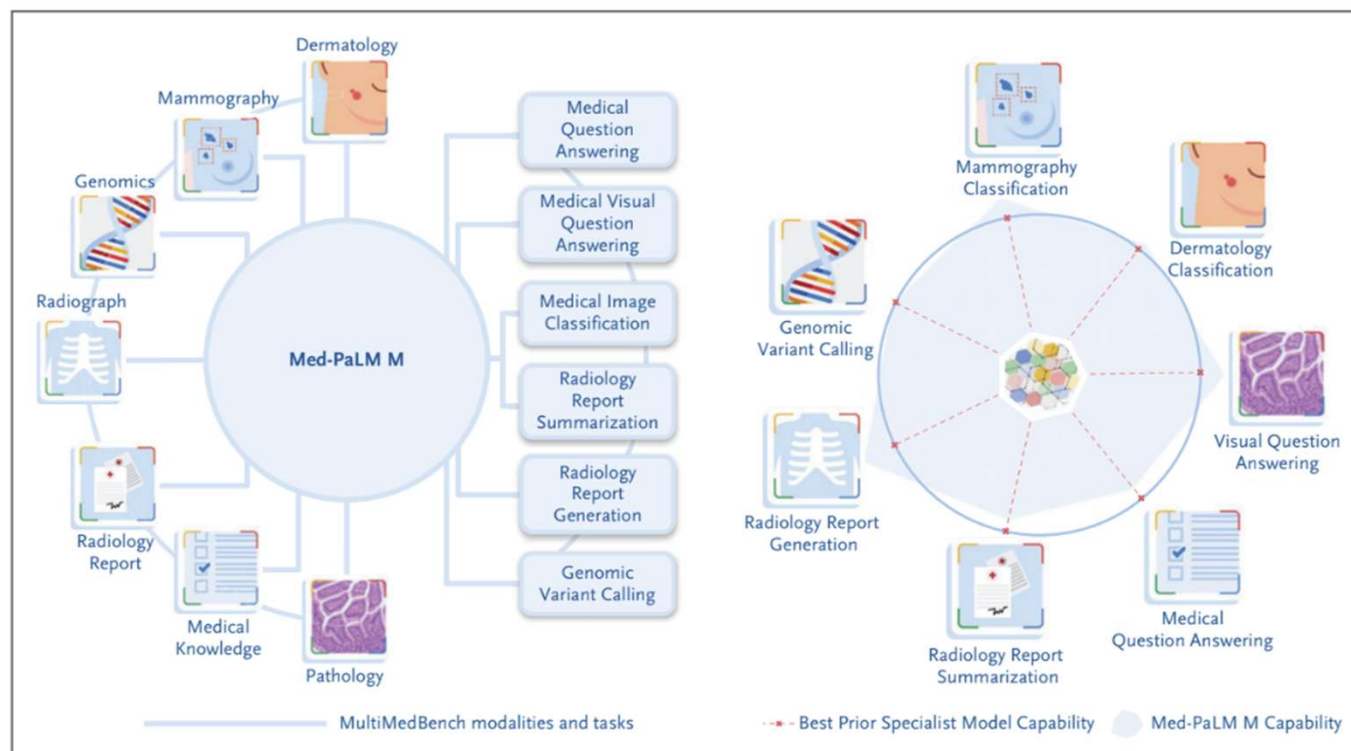 Dermatology
Mammography
Genomics
Radiograph
Radiology
Report
Medical
Knowledge
Pathology
Med-PaLM M
Medical
Question
Answering
Medical Visual
Question
Answering
Medical Image
Classification
Radiology
Report
Summarization
Radiology
Report
Generation
Genomic
Variant Calling
MultiMedBench modalities and tasks
Mammography
Classification
Dermatology
Classification
Genomic
Variant Calling
Visual Question
Answering
Radiology Report
Generation
Medical
Question Answering
Radiology Report
Summarization
Best Prior Specialist Model Capability
Med-PaLM M Capability